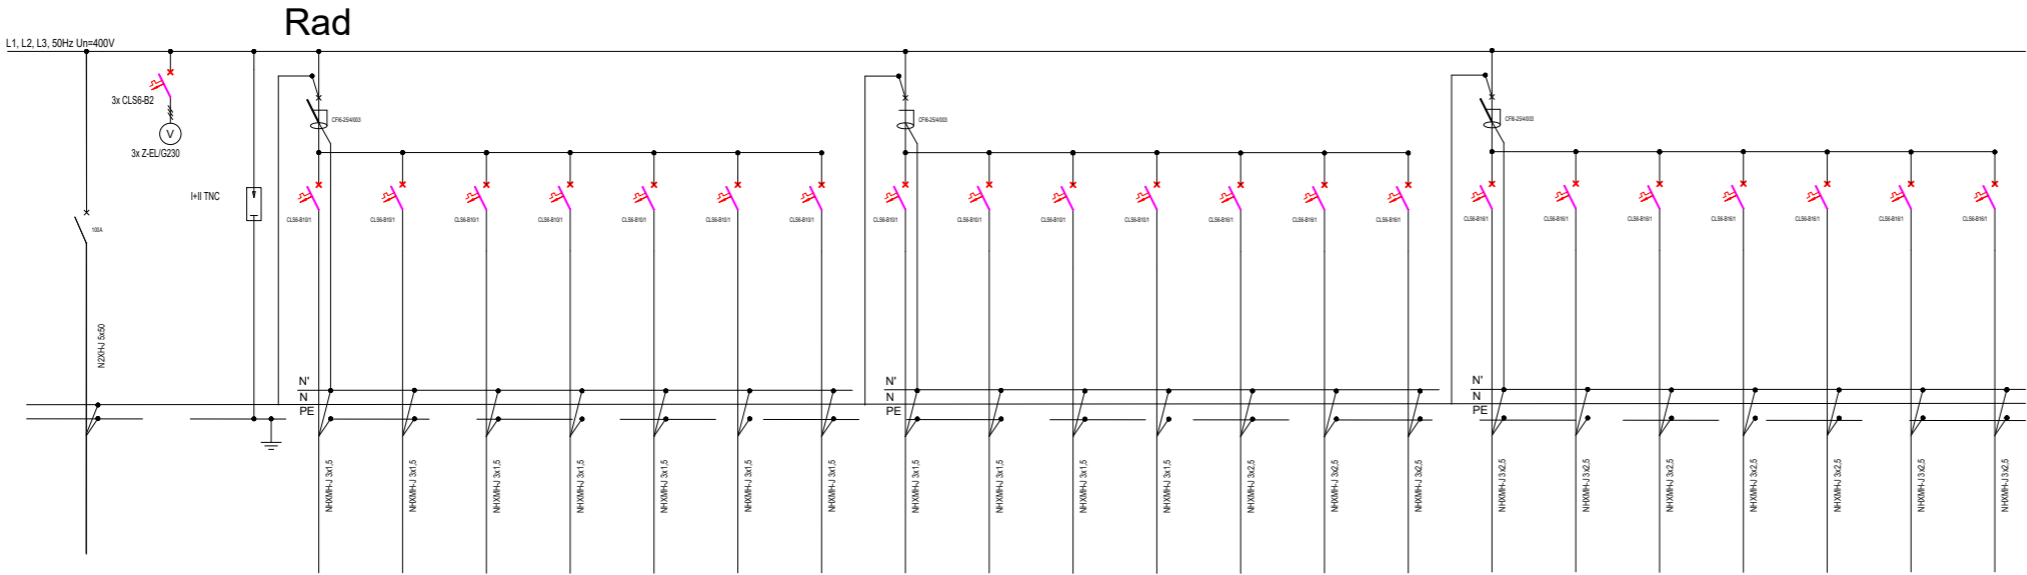 Rad
L1, L2, L3, 50Hz Un=400V
3x CLS6-B2
V
3x Z-EL/G230
I+II TNC
100A
N2XH-J 5x50
CFI6-25/4/003
CFI6-25/4/003
CFI6-25/4/003
CLS6-B10/1
CLS6-B10/1
CLS6-B10/1
CLS6-B10/1
CLS6-B10/1
CLS6-B10/1
CLS6-B10/1
CLS6-B10/1
CLS6-B10/1
CLS6-B10/1
CLS6-B10/1
CLS6-B16/1
CLS6-B16/1
CLS6-B16/1
CLS6-B16/1
CLS6-B16/1
CLS6-B16/1
CLS6-B16/1
CLS6-B16/1
CLS6-B16/1
CLS6-B16/1
N'
N
PE
N'
N
PE
N'
N
PE
NHXMH-J 3x1,5
NHXMH-J 3x1,5
NHXMH-J 3x1,5
NHXMH-J 3x1,5
NHXMH-J 3x1,5
NHXMH-J 3x1,5
NHXMH-J 3x1,5
NHXMH-J 3x1,5
NHXMH-J 3x1,5
NHXMH-J 3x1,5
NHXMH-J 3x1,5
NHXMH-J 3x2,5
NHXMH-J 3x2,5
NHXMH-J 3x2,5
NHXMH-J 3x2,5
NHXMH-J 3x2,5
NHXMH-J 3x2,5
NHXMH-J 3x2,5
NHXMH-J 3x2,5
NHXMH-J 3x2,5
NHXMH-J 3x2,5